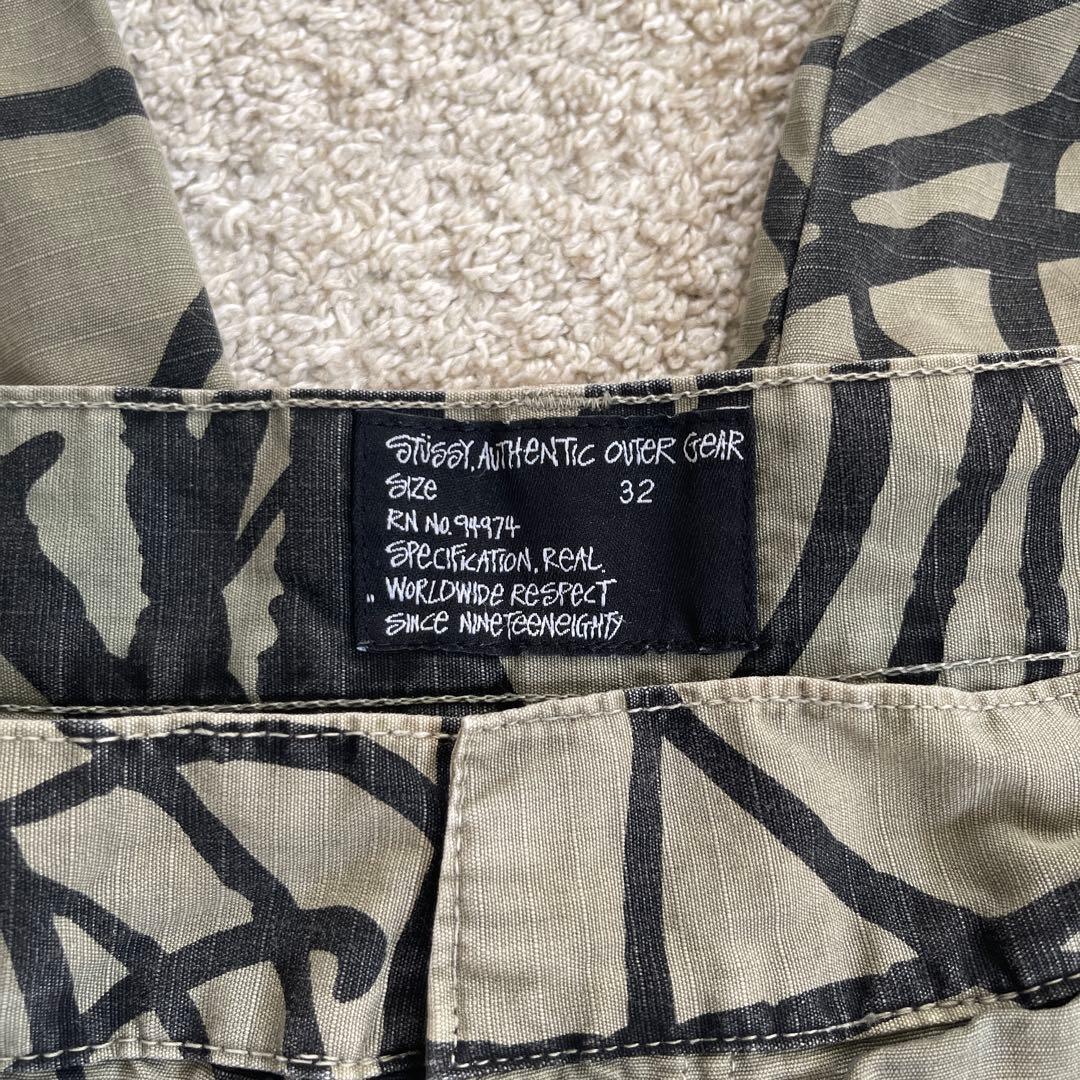 STÜSSY, AUTHENTIC OUTER GEAR
SIZE 32
RN No. 94974
SPECIFICATION, REAL.
WORLDWIDE RESPECT
SINCE NINETEENEIGHTY